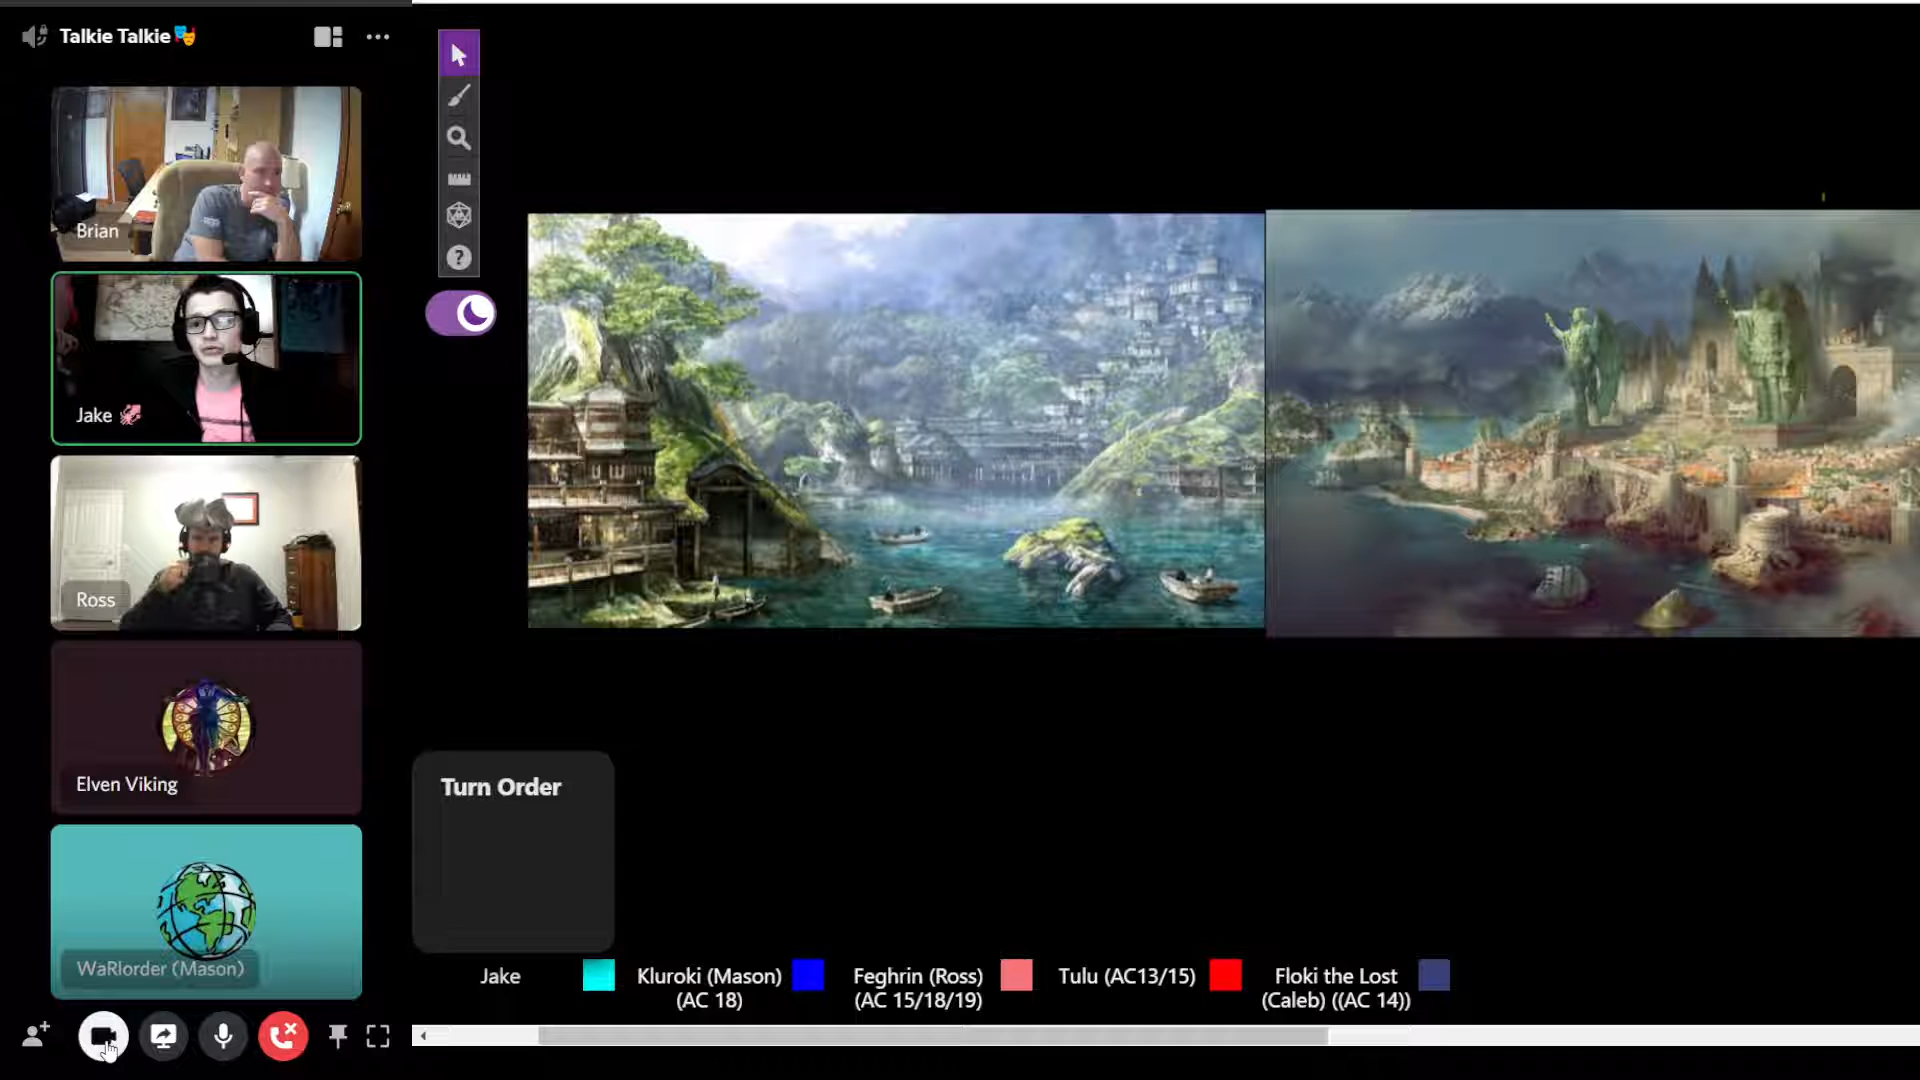 Talkie Talkie
Brian
Jake
Ross
Elven Viking
WaRlorder (Mason)
Turn Order
Jake
Kluroki (Mason)
(AC 18)
Feghrin (Ross)
(AC 15/18/19)
Tulu (AC13/15)
Floki the Lost
(Caleb) ((AC 14))